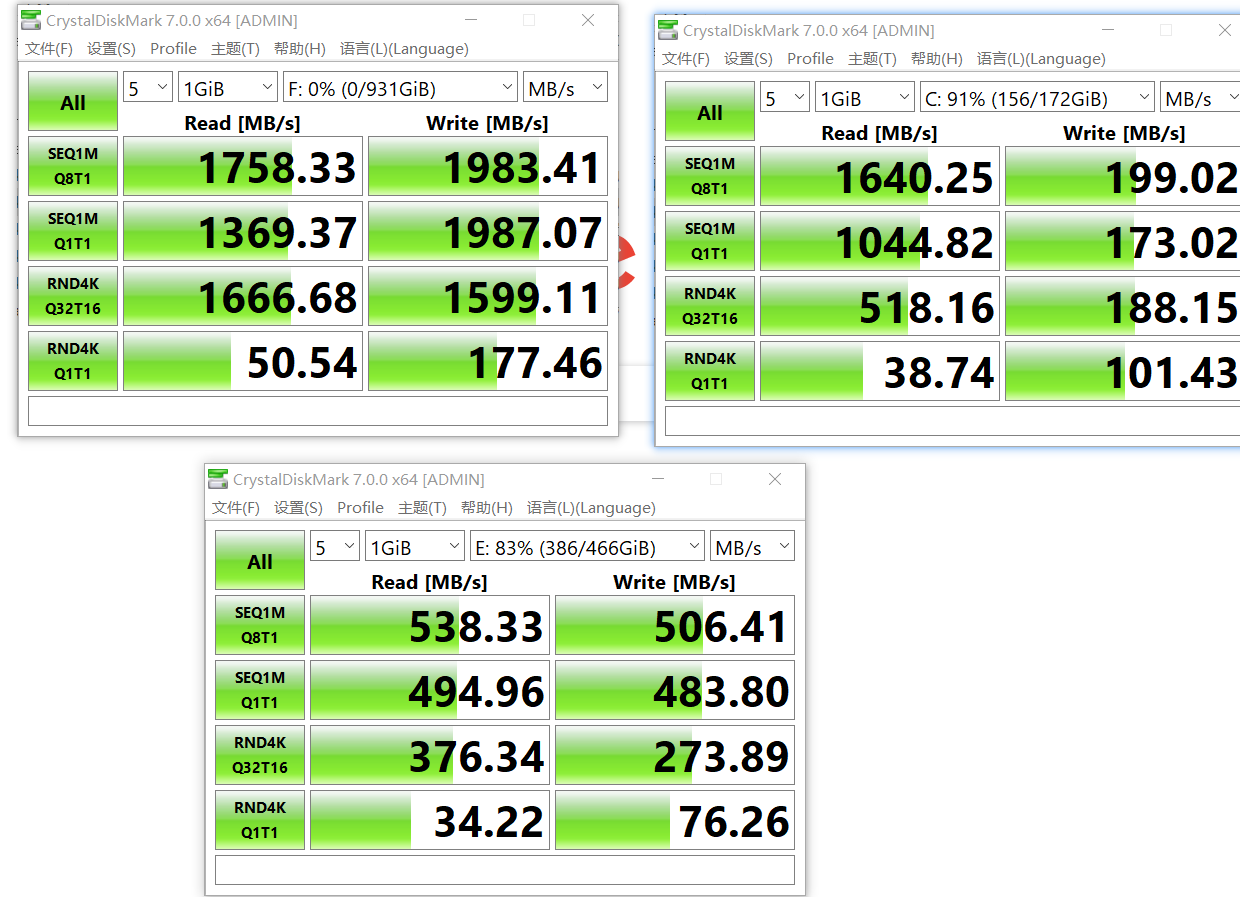 CrystalDiskMark 7.0.0 x64 [ADMIN]
文件(F) 设置(S) Profile 主题(T) 帮助(H) 语言(L)(Language)
All 5 1GiB F: 0% (0/931GiB) MB/s
Read [MB/s] Write [MB/s]
SEQ1M Q8T1 1758.33 1983.41
SEQ1M Q1T1 1369.37 1987.07
RND4K Q32T16 1666.68 1599.11
RND4K Q1T1 50.54 177.46
CrystalDiskMark 7.0.0 x64 [ADMIN]
文件(F) 设置(S) Profile 主题(T) 帮助(H) 语言(L)(Language)
All 5 1GiB C: 91% (156/172GiB) MB/s
Read [MB/s] Write [MB/s]
SEQ1M Q8T1 1640.25 199.02
SEQ1M Q1T1 1044.82 173.02
RND4K Q32T16 518.16 188.15
RND4K Q1T1 38.74 101.43
CrystalDiskMark 7.0.0 x64 [ADMIN]
文件(F) 设置(S) Profile 主题(T) 帮助(H) 语言(L)(Language)
All 5 1GiB E: 83% (386/466GiB) MB/s
Read [MB/s] Write [MB/s]
SEQ1M Q8T1 538.33 506.41
SEQ1M Q1T1 494.96 483.80
RND4K Q32T16 376.34 273.89
RND4K Q1T1 34.22 76.26